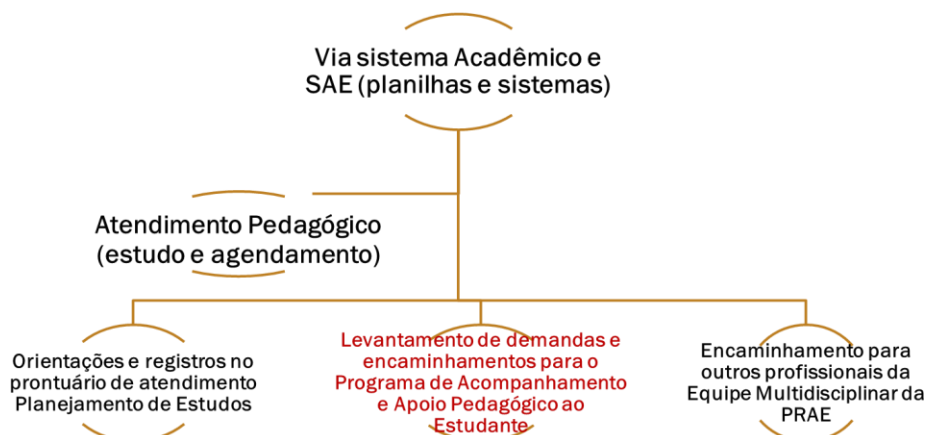 Via sistema Acadêmico e
SAE (planilhas e sistemas)
Atendimento Pedagógico
(estudo e agendamento)
Orientações e registros no
prontuário de atendimento
Planejamento de Estudos
Levantamento de demandas e
encaminhamentos para o
Programa de Acompanhamento
e Apoio Pedagógico ao
Estudante
Encaminhamento para
outros profissionais da
Equipe Multidisciplinar da
PRAE